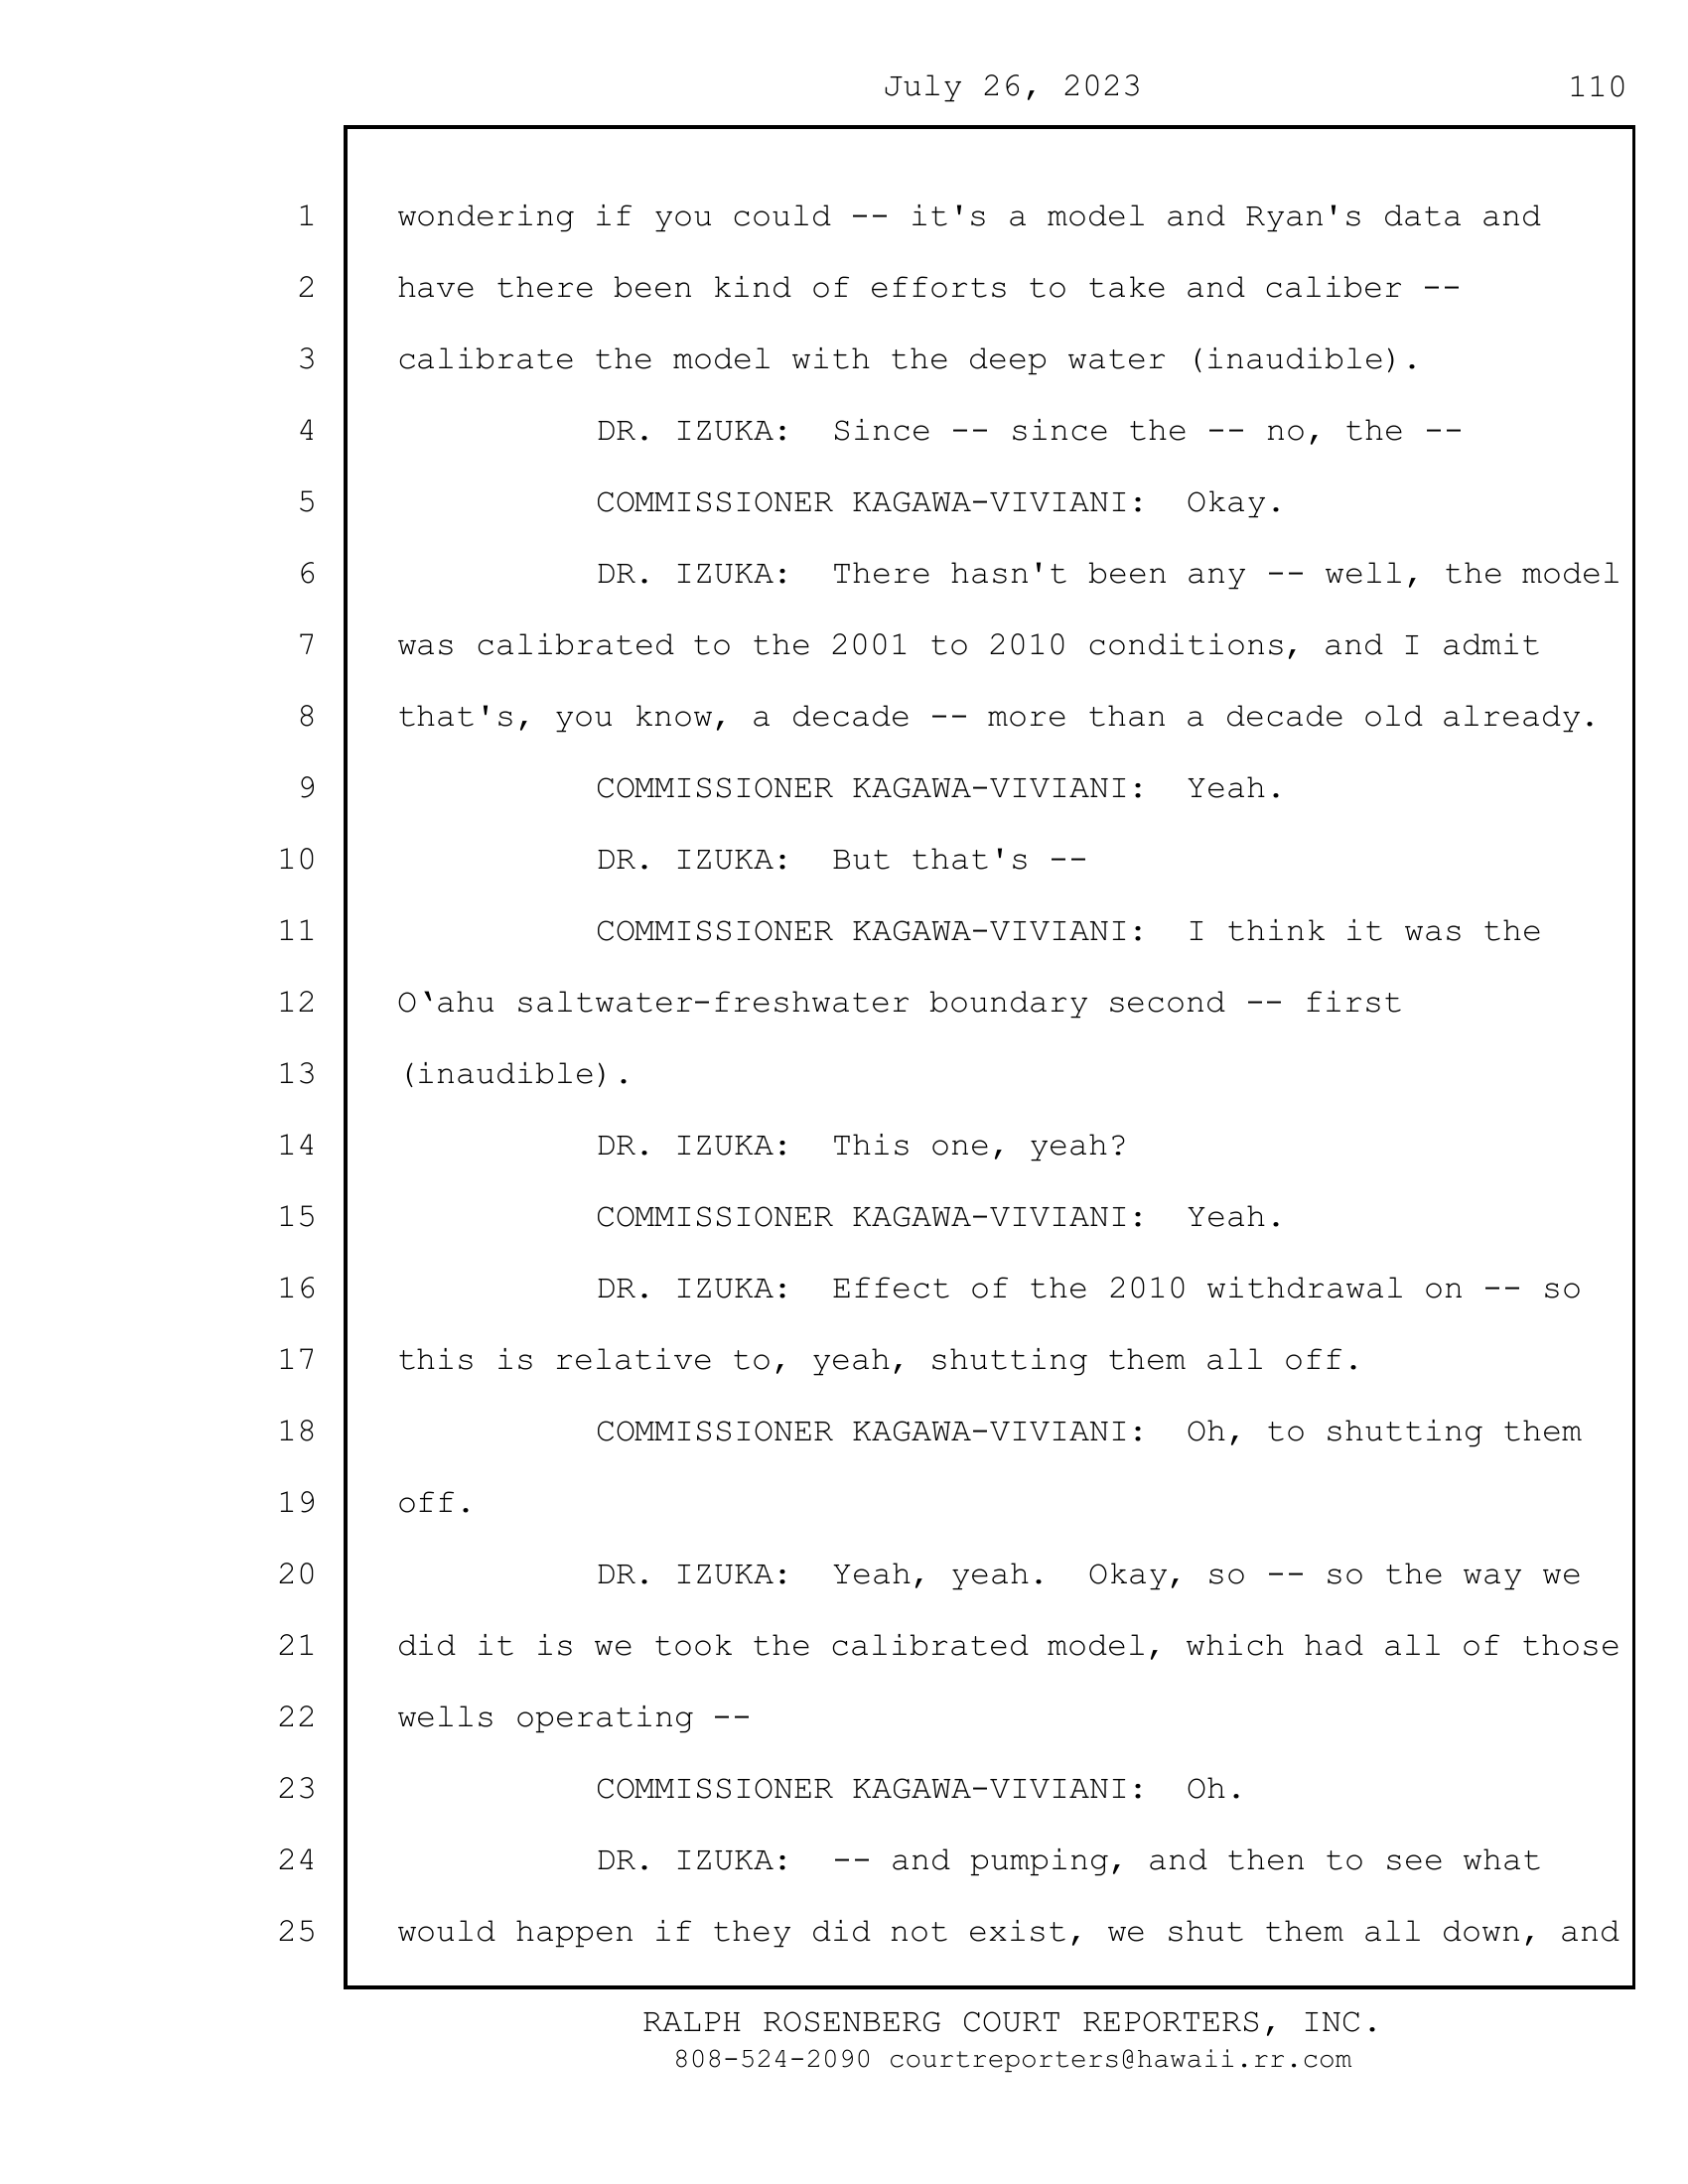 July 26, 2023 110
1 wondering if you could -- it's a model and Ryan's data and
2 have there been kind of efforts to take and caliber --
3 calibrate the model with the deep water (inaudible).
4 DR. IZUKA: Since -- since the -- no, the --
5 COMMISSIONER KAGAWA-VIVIANI: Okay.
6 DR. IZUKA: There hasn't been any -- well, the model
7 was calibrated to the 2001 to 2010 conditions, and I admit
8 that's, you know, a decade -- more than a decade old already.
9 COMMISSIONER KAGAWA-VIVIANI: Yeah.
10 DR. IZUKA: But that's --
11 COMMISSIONER KAGAWA-VIVIANI: I think it was the
12 O‘ahu saltwater-freshwater boundary second -- first
13 (inaudible).
14 DR. IZUKA: This one, yeah?
15 COMMISSIONER KAGAWA-VIVIANI: Yeah.
16 DR. IZUKA: Effect of the 2010 withdrawal on -- so
17 this is relative to, yeah, shutting them all off.
18 COMMISSIONER KAGAWA-VIVIANI: Oh, to shutting them
19 off.
20 DR. IZUKA: Yeah, yeah. Okay, so -- so the way we
21 did it is we took the calibrated model, which had all of those
22 wells operating --
23 COMMISSIONER KAGAWA-VIVIANI: Oh.
24 DR. IZUKA: -- and pumping, and then to see what
25 would happen if they did not exist, we shut them all down, and
RALPH ROSENBERG COURT REPORTERS, INC.
808-524-2090 courtreporters@hawaii.rr.com